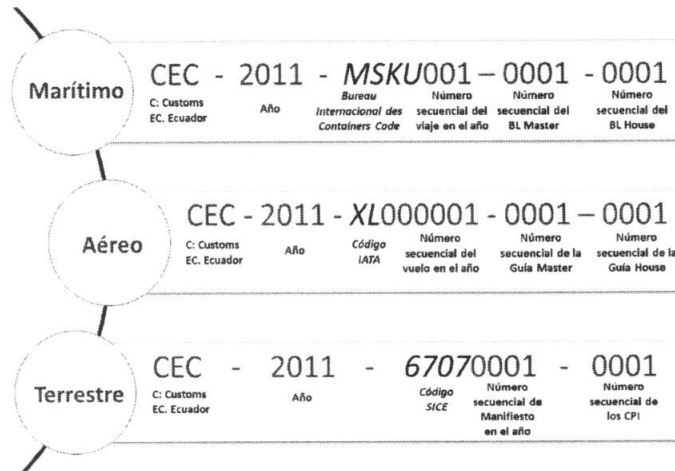 Marítimo
CEC - 2011 - MSKU001 – 0001 - 0001
C: Customs
EC. Ecuador
Año
Bureau
Internacional des
Containers Code
Número
secuencial del
viaje en el año
Número
secuencial del
BL Master
Número
secuencial del
BL House
Aéreo
CEC - 2011 - XL000001 - 0001 – 0001
C: Customs
EC. Ecuador
Año
Código
IATA
Número
secuencial del
vuelo en el año
Número
secuencial de la
Guía Master
Número
secuencial de la
Guía House
Terrestre
CEC - 2011 - 67070001 - 0001
C: Customs
EC. Ecuador
Año
Código
SICE
Número
secuencial de
Manifiesto
en el año
Número
secuencial de
los CPI